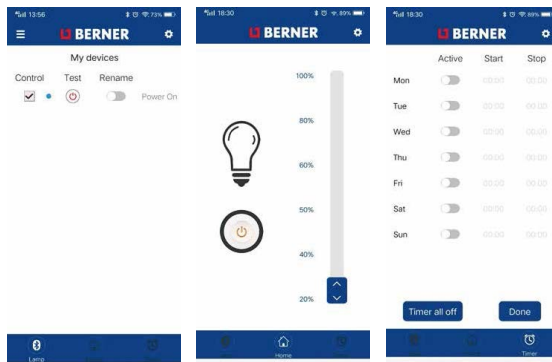 4G 13:56 73%
BERNER
My devices
Control Test Rename
Power On
Lamp
18:30 89%
BERNER
100%
80%
60%
50%
40%
20%
Home
18:30 89%
BERNER
Active Start Stop
Mon 00:00 00:00
Tue 00:00 00:00
Wed 00:00 00:00
Thu 00:00 00:00
Fri 00:00 00:00
Sat 00:00 00:00
Sun 00:00 00:00
Timer all off Done
Timer